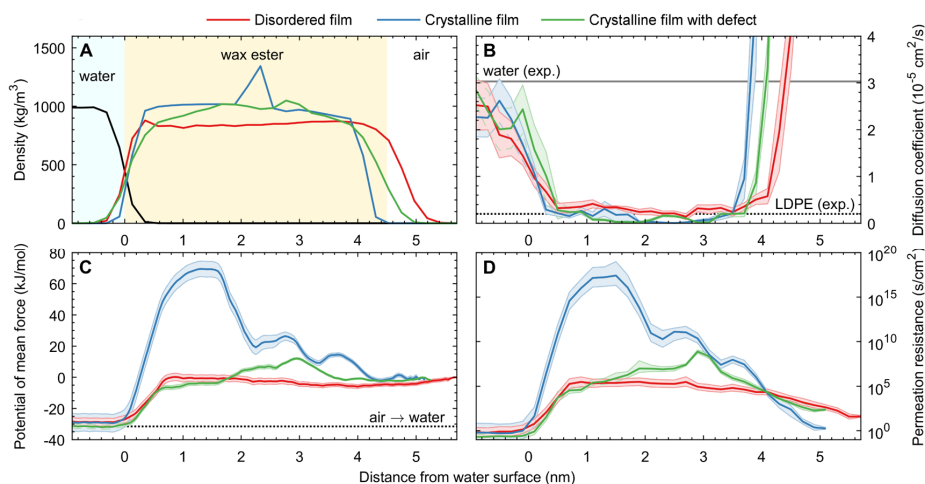 Disordered film Crystalline film Crystalline film with defect
A
water
wax ester
air
1500
1000
500
0
0 1 2 3 4 5
Density (kg/m³)
B
water (exp.)
LDPE (exp.)
4
3
2
1
0
0 1 2 3 4 5
Diffusion coefficient (10⁻⁵ cm²/s)
C
80
60
40
20
0
-20
-40
air → water
0 1 2 3 4 5
Potential of mean force (kJ/mol)
D
10²⁰
10¹⁵
10¹⁰
10⁵
10⁰
0 1 2 3 4 5
Permeation resistance (s/cm²)
Distance from water surface (nm)